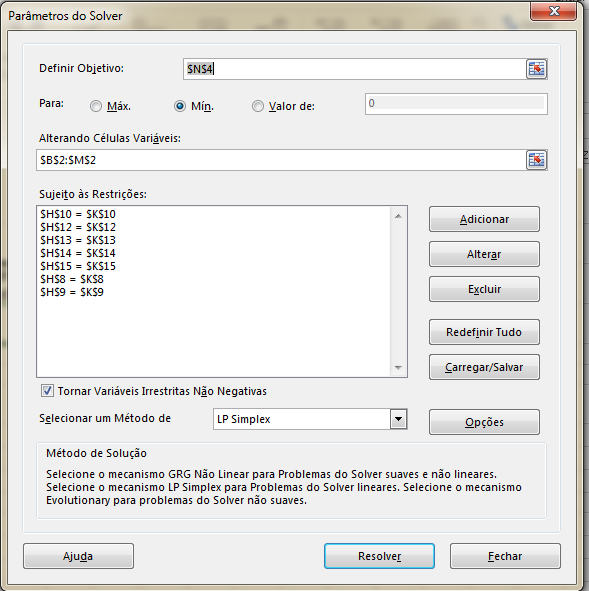 Parâmetros do Solver
Definir Objetivo:
$N$4
Para:
Máx.
Mín.
Valor de:
0
Alterando Células Variáveis:
$B$2:$M$2
Sujeito às Restrições:
$H$10 = $K$10
$H$12 = $K$12
$H$13 = $K$13
$H$14 = $K$14
$H$15 = $K$15
$H$8 = $K$8
$H$9 = $K$9
Adicionar
Alterar
Excluir
Redefinir Tudo
Carregar/Salvar
Tornar Variáveis Irrestritas Não Negativas
Selecionar um Método de
LP Simplex
Opções
Método de Solução
Selecione o mecanismo GRG Não Linear para Problemas do Solver suaves e não lineares.
Selecione o mecanismo LP Simplex para Problemas do Solver lineares. Selecione o mecanismo
Evolutionary para problemas do Solver não suaves.
Ajuda
Resolver
Fechar